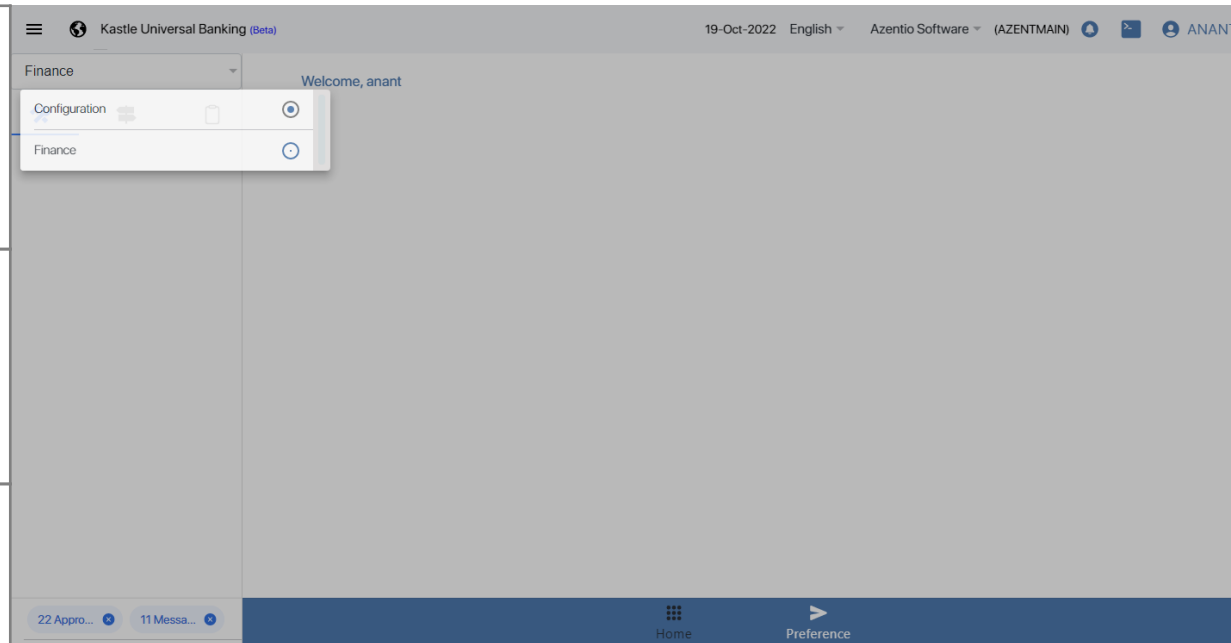 Kastle Universal Banking (Beta) 19-Oct-2022 English Azentio Software (AZENTMAIN) ANANT
Finance
Welcome, anant
Configuration
Finance
22 Appro... 11 Messa...
Home Preference